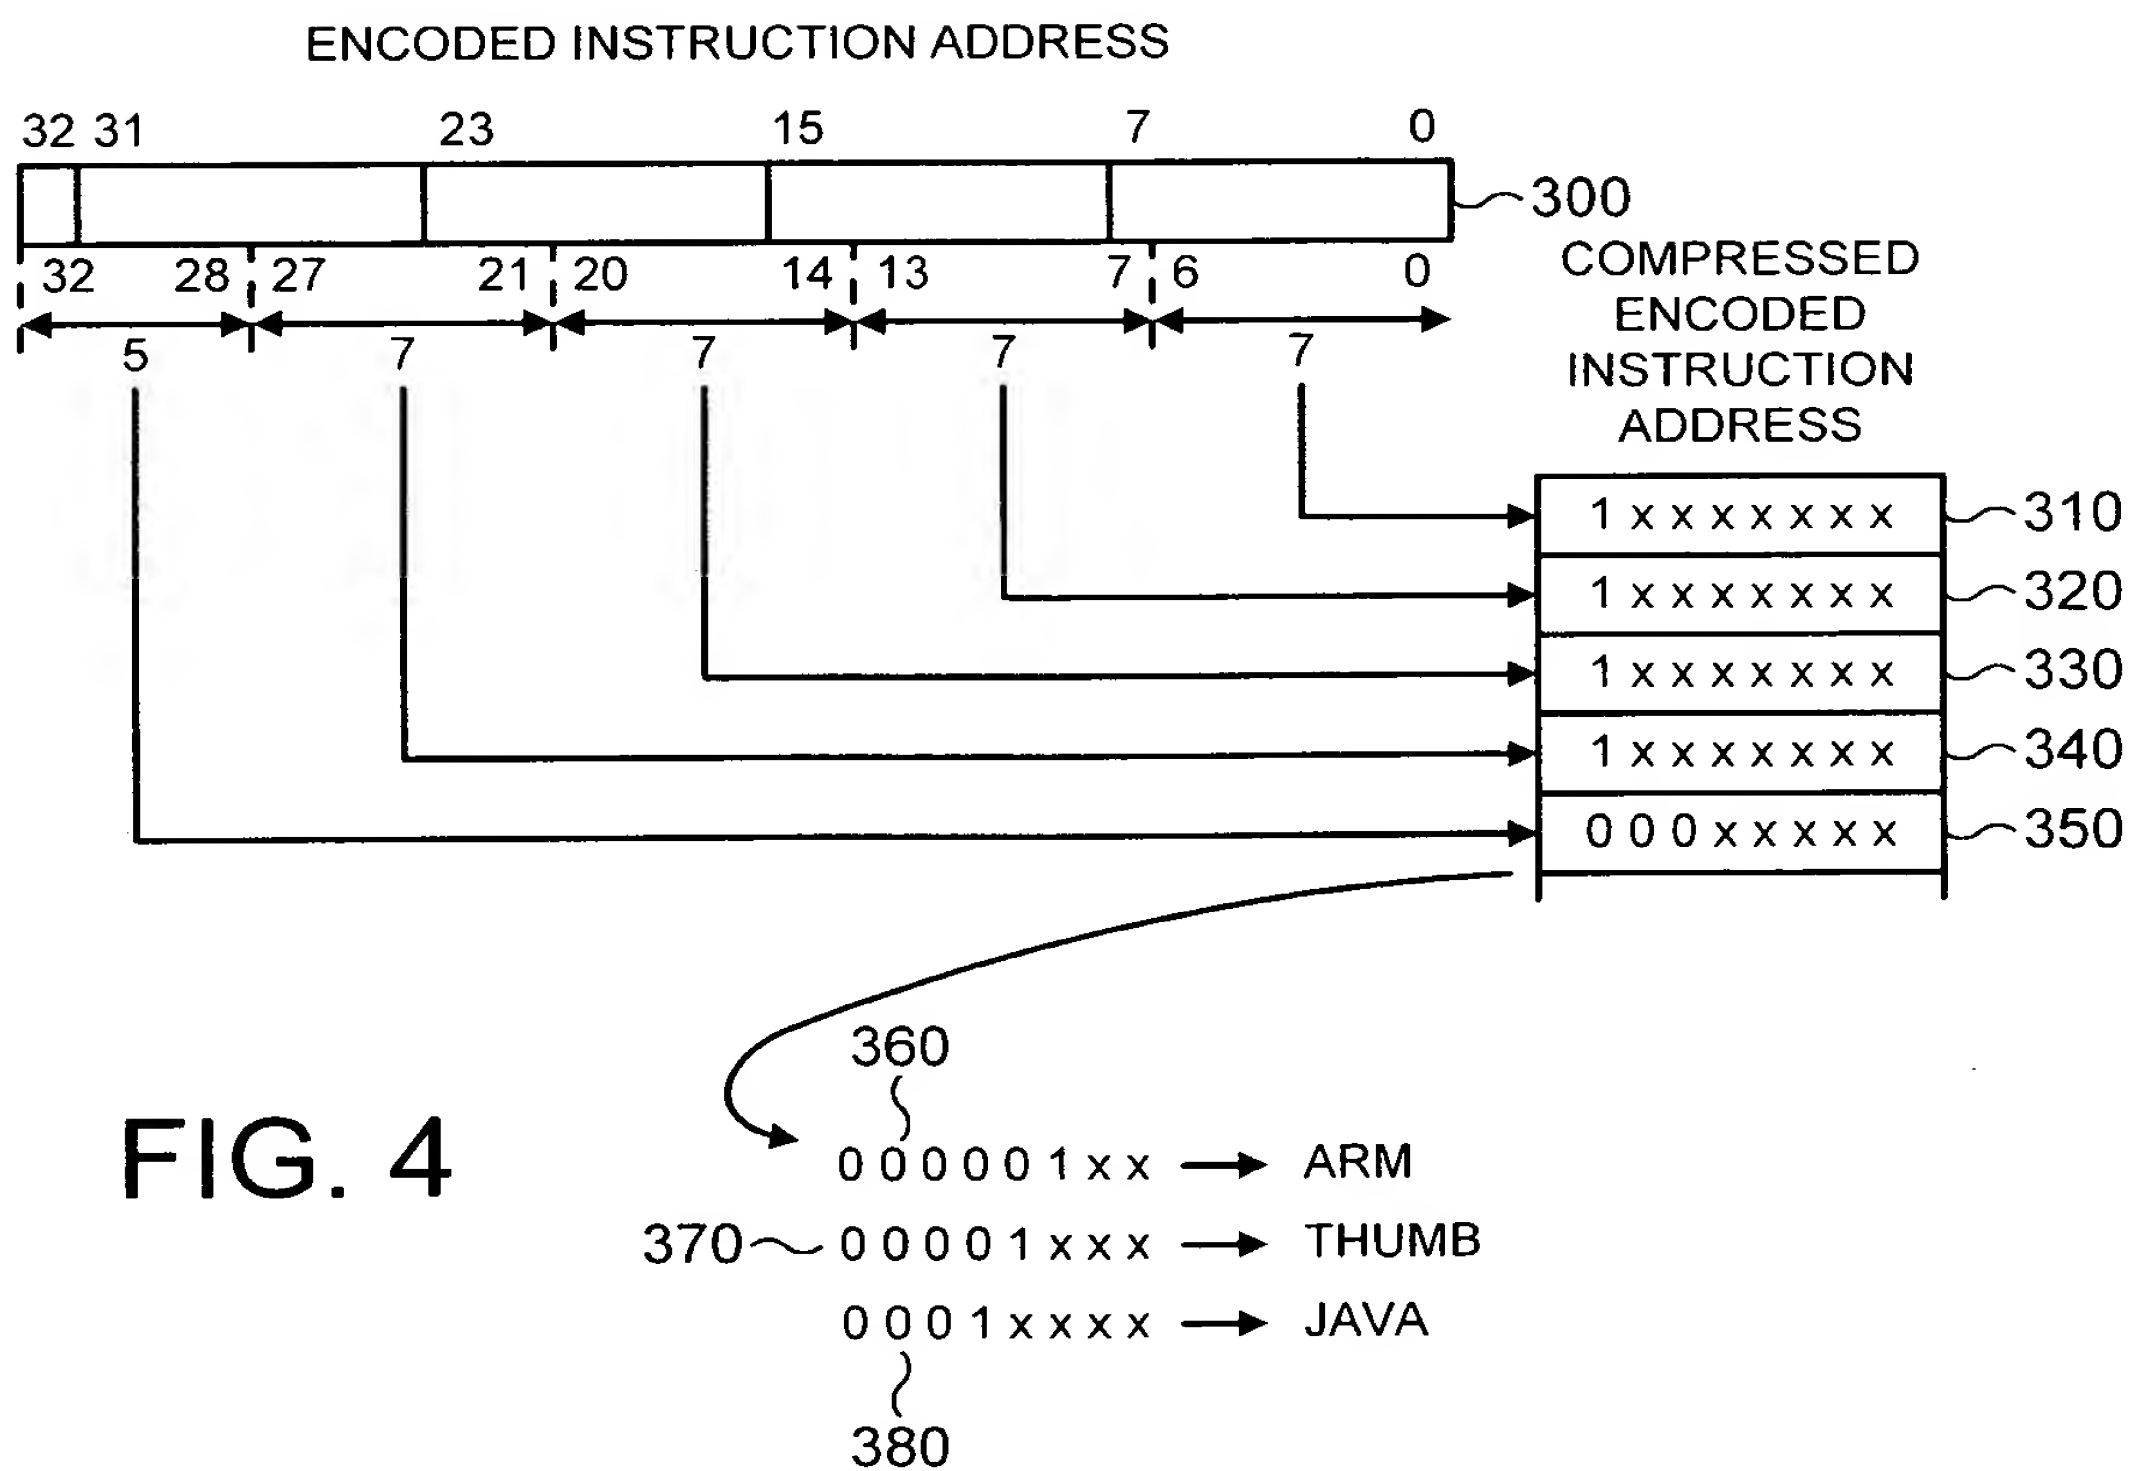 ENCODED INSTRUCTION ADDRESS
32 31 23 15 7 0
300
32 28 27 21 20 14 13 7 6 0
5 7 7 7 7
COMPRESSED
ENCODED
INSTRUCTION
ADDRESS
1 x x x x x x x 310
1 x x x x x x x 320
1 x x x x x x x 330
1 x x x x x x x 340
0 0 0 x x x x x 350
360
0 0 0 0 0 1 x x ARM
370 0 0 0 0 1 x x x THUMB
0 0 0 1 x x x x JAVA
380
FIG. 4